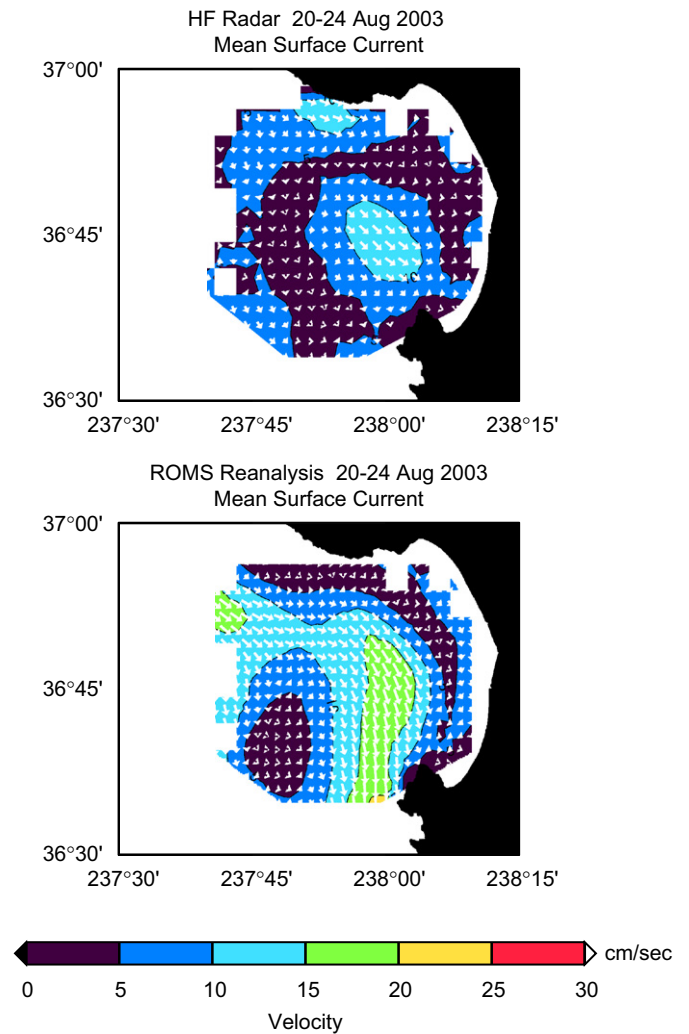 HF Radar 20-24 Aug 2003
Mean Surface Current
37°00'
36°45'
36°30'
237°30' 237°45' 238°00' 238°15'
10
ROMS Reanalysis 20-24 Aug 2003
Mean Surface Current
37°00'
36°45'
36°30'
237°30' 237°45' 238°00' 238°15'
cm/sec
0 5 10 15 20 25 30
Velocity